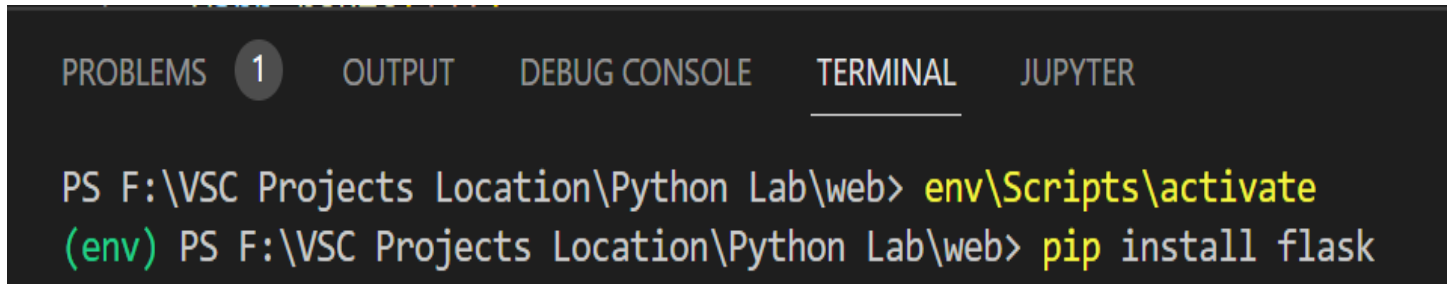 PROBLEMS 1 OUTPUT DEBUG CONSOLE TERMINAL JUPYTER
PS F:\VSC Projects Location\Python Lab\web> env\Scripts\activate
(env) PS F:\VSC Projects Location\Python Lab\web> pip install flask